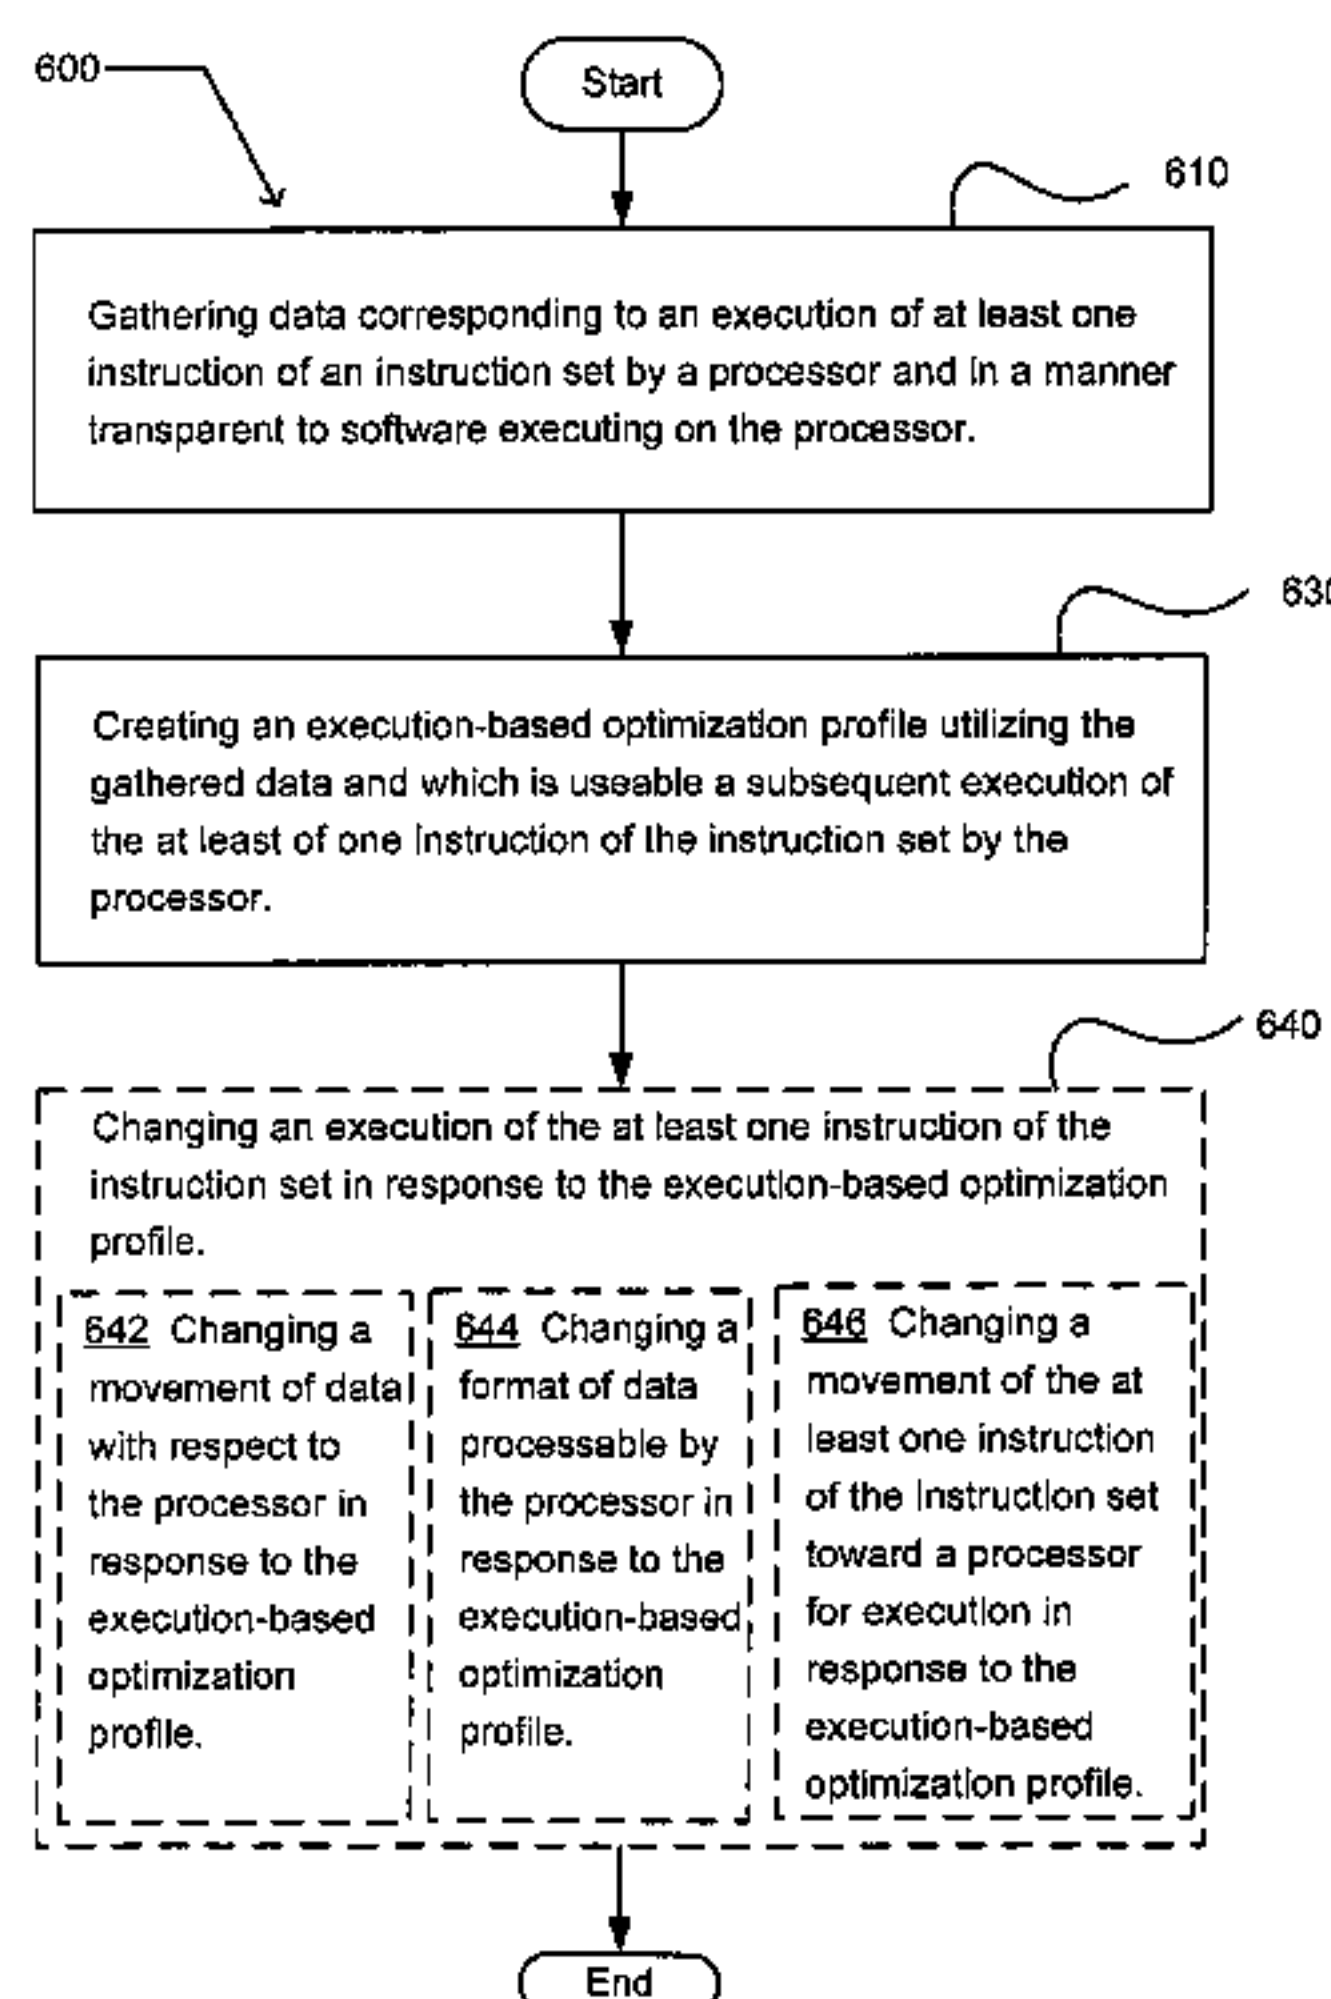 600
Start
610
Gathering data corresponding to an execution of at least one
instruction of an instruction set by a processor and in a manner
transparent to software executing on the processor.
630
Creating an execution-based optimization profile utilizing the
gathered data and which is useable a subsequent execution of
the at least of one instruction of the instruction set by the
processor.
640
Changing an execution of the at least one instruction of the
instruction set in response to the execution-based optimization
profile.
642 Changing a
movement of data
with respect to
the processor in
response to the
execution-based
optimization
profile.
644 Changing a
format of data
processable by
the processor in
response to the
execution-based
optimization
profile.
646 Changing a
movement of the at
least one instruction
of the instruction set
toward a processor
for execution in
response to the
execution-based
optimization profile.
End